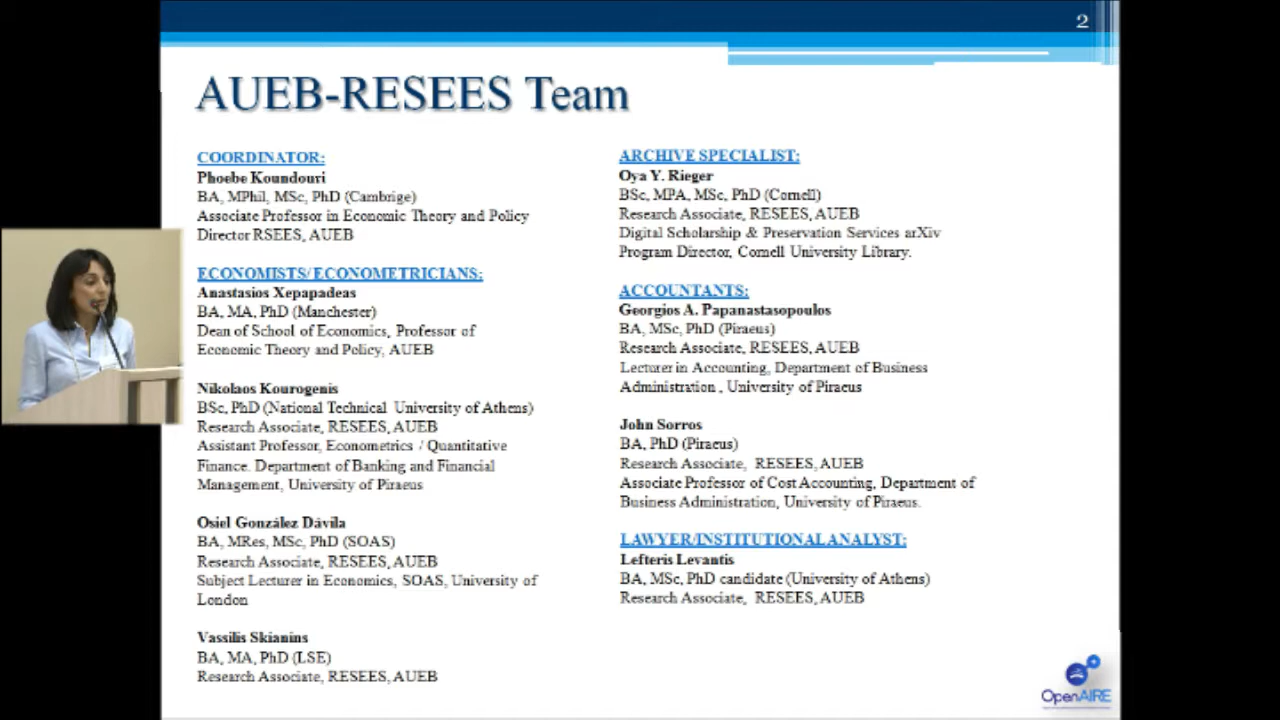 2
AUEB-RESEES Team
COORDINATOR:
Phoebe Koundouri
BA, MPhil, MSc, PhD (Cambrige)
Associate Professor in Economic Theory and Policy
Director RSEES, AUEB
ECONOMISTS/ ECONOMETRICIANS:
Anastasios Xepapadeas
BA, MA, PhD (Manchester)
Dean of School of Economics, Professor of
Economic Theory and Policy, AUEB
Nikolaos Kourogenis
BSc, PhD (National Technical University of Athens)
Research Associate, RESEES, AUEB
Assistant Professor, Econometrics / Quantitative
Finance. Department of Banking and Financial
Management, University of Piraeus
Osiel González Dávila
BA, MRes, MSc, PhD (SOAS)
Research Associate, RESEES, AUEB
Subject Lecturer in Economics, SOAS, University of
London
Vassilis Skianins
BA, MA, PhD (LSE)
Research Associate, RESEES, AUEB
ARCHIVE SPECIALIST:
Oya Y. Rieger
BSc, MPA, MSc, PhD (Cornell)
Research Associate, RESEES, AUEB
Digital Scholarship & Preservation Services arXiv
Program Director, Cornell University Library.
ACCOUNTANTS:
Georgios A. Papanastasopoulos
BA, MSc, PhD (Piraeus)
Research Associate, RESEES, AUEB
Lecturer in Accounting, Department of Business
Administration , University of Piraeus
John Sorros
BA, PhD (Piraeus)
Research Associate, RESEES, AUEB
Associate Professor of Cost Accounting, Department of
Business Administration, University of Piraeus.
LAWYER/INSTITUTIONAL ANALYST:
Lefteris Levantis
BA, MSc, PhD candidate (University of Athens)
Research Associate, RESEES, AUEB
OpenAIRE